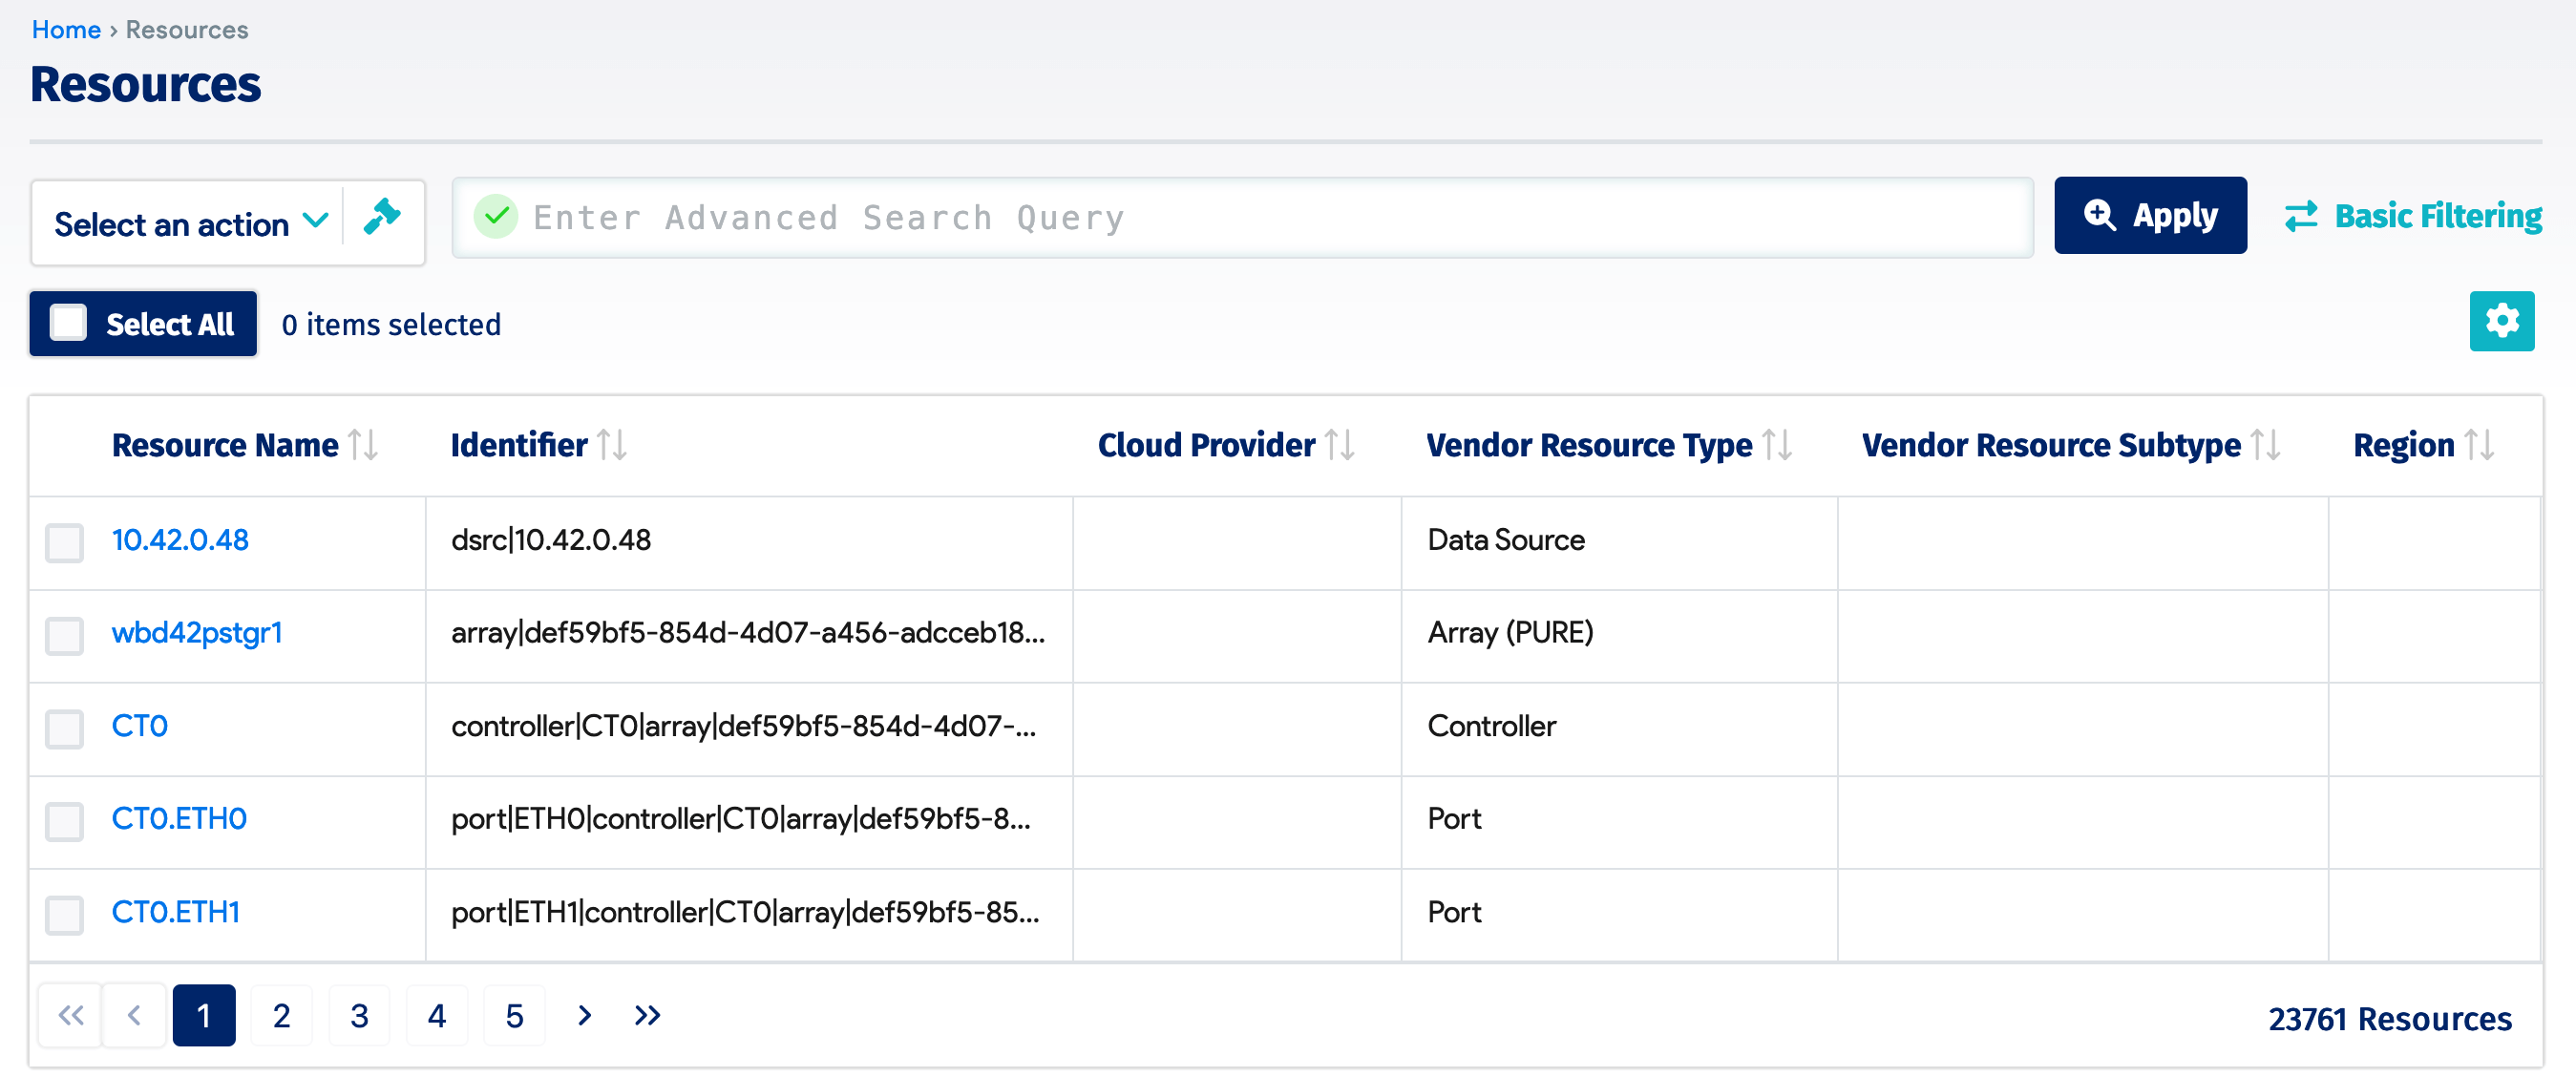 Home › Resources
Resources
Select an action
Enter Advanced Search Query
Apply
Basic Filtering
Select All
0 items selected
Resource Name Identifier Cloud Provider Vendor Resource Type Vendor Resource Subtype Region
10.42.0.48 dsrc|10.42.0.48 Data Source
wbd42pstgr1 array|def59bf5-854d-4d07-a456-adcceb18... Array (PURE)
CT0 controller|CT0|array|def59bf5-854d-4d07-... Controller
CT0.ETH0 port|ETH0|controller|CT0|array|def59bf5-8... Port
CT0.ETH1 port|ETH1|controller|CT0|array|def59bf5-85... Port
« ‹ 1 2 3 4 5 › »
23761 Resources